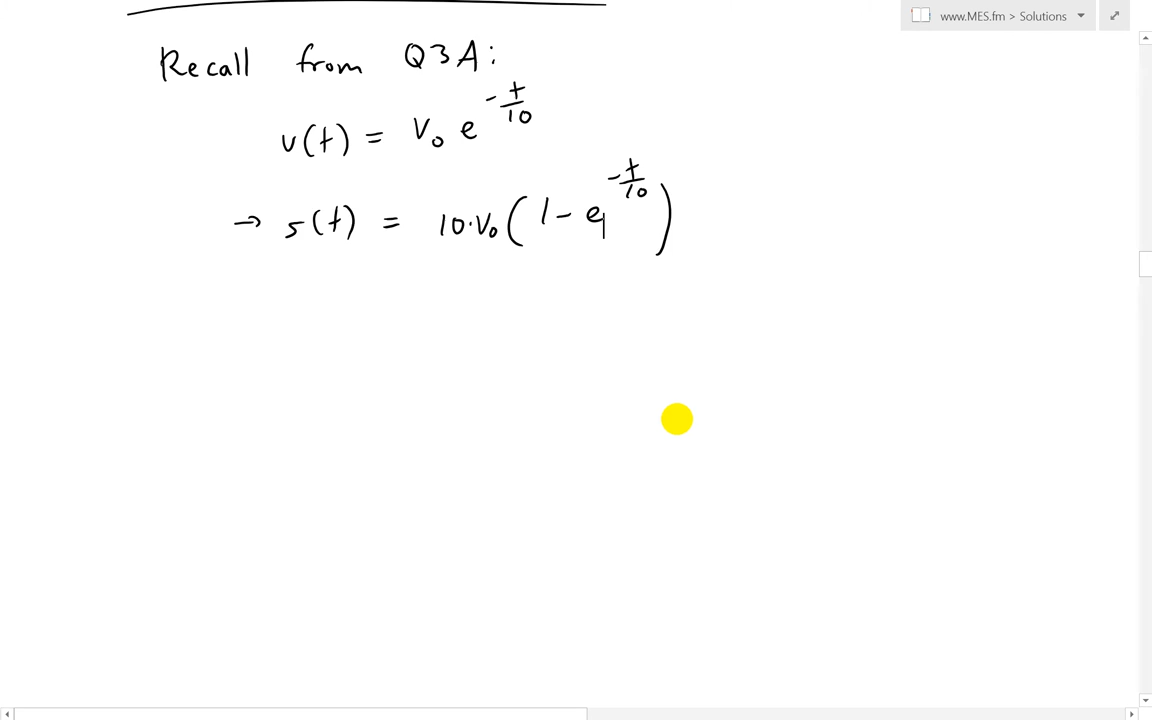 www.MES.fm > Solutions
Recall from Q3A:
v(t) = V₀ e^(-t/10)
→ s(t) = 10·V₀(1 - e^(-t/10))